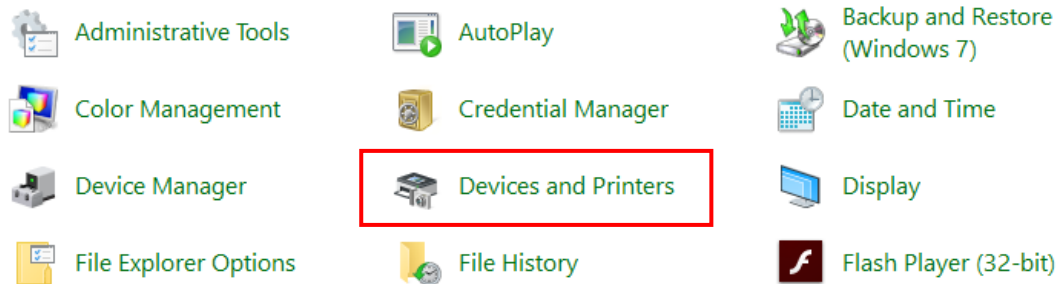 Administrative Tools
AutoPlay
Backup and Restore
(Windows 7)
Color Management
Credential Manager
Date and Time
Device Manager
Devices and Printers
Display
File Explorer Options
File History
Flash Player (32-bit)